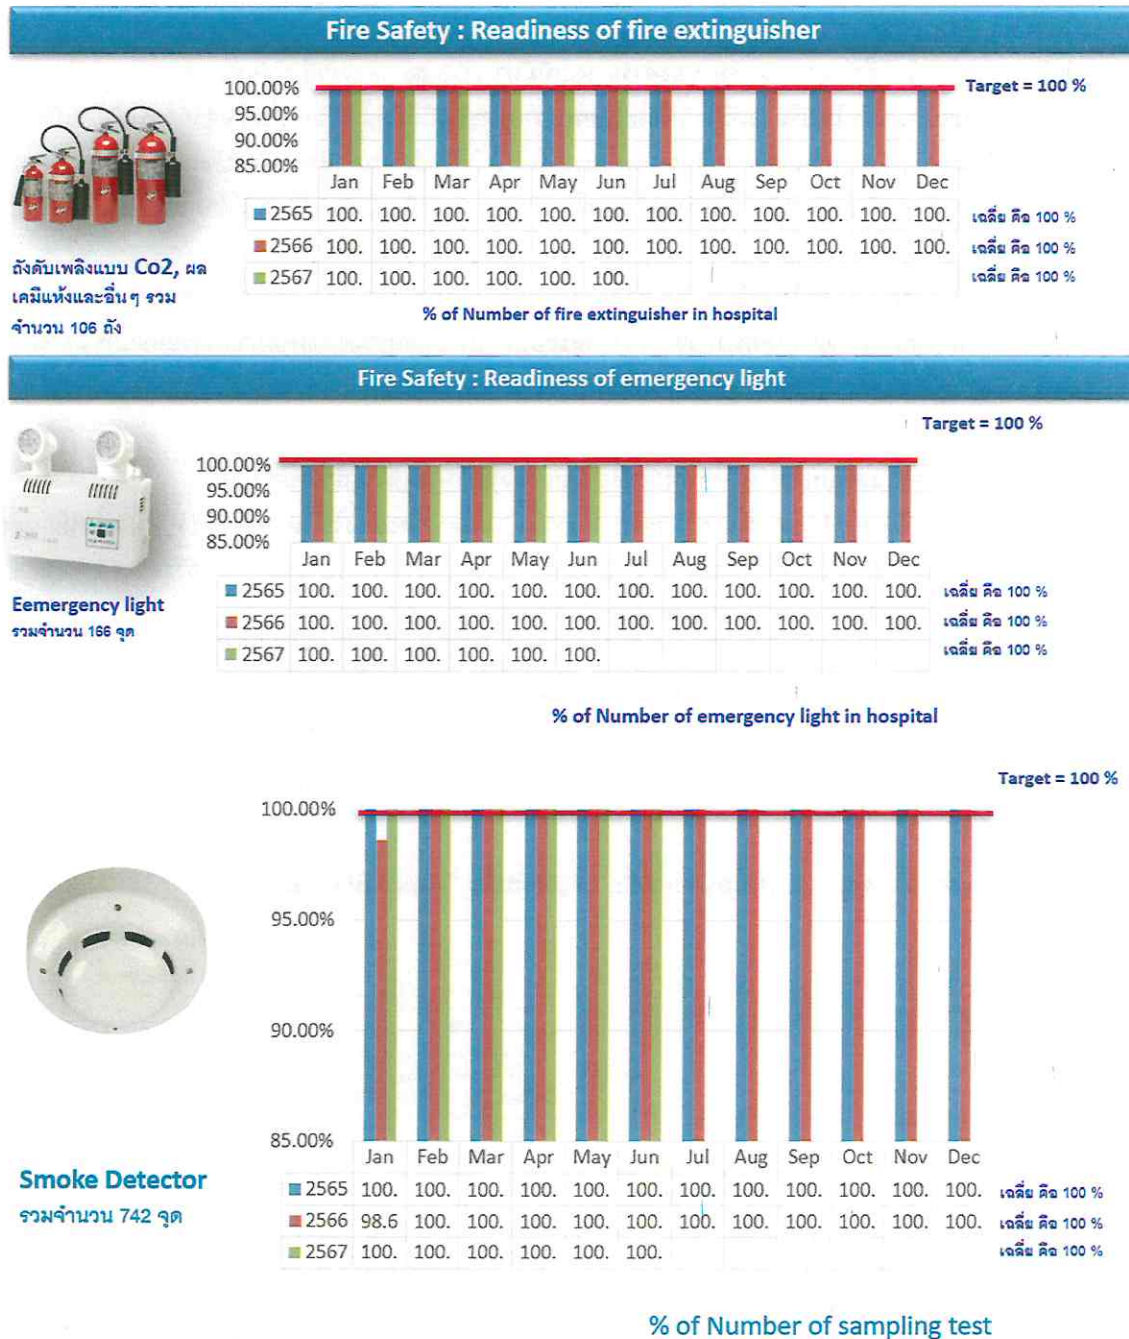 Fire Safety : Readiness of fire extinguisher
Target = 100 %
100.00%
95.00%
90.00%
85.00%
Jan Feb Mar Apr May Jun Jul Aug Sep Oct Nov Dec
2565 100. 100. 100. 100. 100. 100. 100. 100. 100. 100. 100. 100. เฉลี่ย คือ 100 %
2566 100. 100. 100. 100. 100. 100. 100. 100. 100. 100. 100. 100. เฉลี่ย คือ 100 %
2567 100. 100. 100. 100. 100. 100. เฉลี่ย คือ 100 %
ถังดับเพลิงแบบ Co2, ผล
เคมีแห้งและอื่นๆ รวม
จำนวน 106 ถัง
% of Number of fire extinguisher in hospital
Fire Safety : Readiness of emergency light
Target = 100 %
100.00%
95.00%
90.00%
85.00%
Jan Feb Mar Apr May Jun Jul Aug Sep Oct Nov Dec
2565 100. 100. 100. 100. 100. 100. 100. 100. 100. 100. 100. 100. เฉลี่ย คือ 100 %
2566 100. 100. 100. 100. 100. 100. 100. 100. 100. 100. 100. 100. เฉลี่ย คือ 100 %
2567 100. 100. 100. 100. 100. 100. เฉลี่ย คือ 100 %
Eemergency light
รวมจำนวน 166 จุด
% of Number of emergency light in hospital
Target = 100 %
100.00%
95.00%
90.00%
85.00%
Jan Feb Mar Apr May Jun Jul Aug Sep Oct Nov Dec
2565 100. 100. 100. 100. 100. 100. 100. 100. 100. 100. 100. 100. เฉลี่ย คือ 100 %
2566 98.6 100. 100. 100. 100. 100. 100. 100. 100. 100. 100. 100. เฉลี่ย คือ 100 %
2567 100. 100. 100. 100. 100. 100. เฉลี่ย คือ 100 %
Smoke Detector
รวมจำนวน 742 จุด
% of Number of sampling test